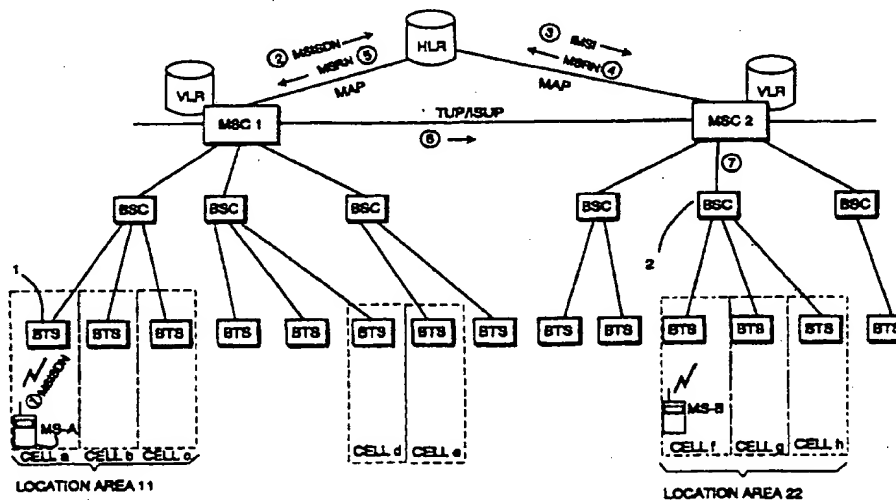 ② MSISDN
HLR
③ IMSI
MSRN ⑤
MSRN ④
VLR
MAP
MAP
VLR
MSC 1
TUP/ISUP
MSC 2
⑥
⑦
BSC
BSC
BSC
BSC
BSC
BSC
1
2
BTS
BTS
BTS
BTS
BTS
BTS
BTS
BTS
BTS
BTS
BTS
BTS
BTS
① MSISDN
MS-A
MS-B
CELL a
CELL b
CELL c
CELL d
CELL e
CELL f
CELL g
CELL h
LOCATION AREA 11
LOCATION AREA 22